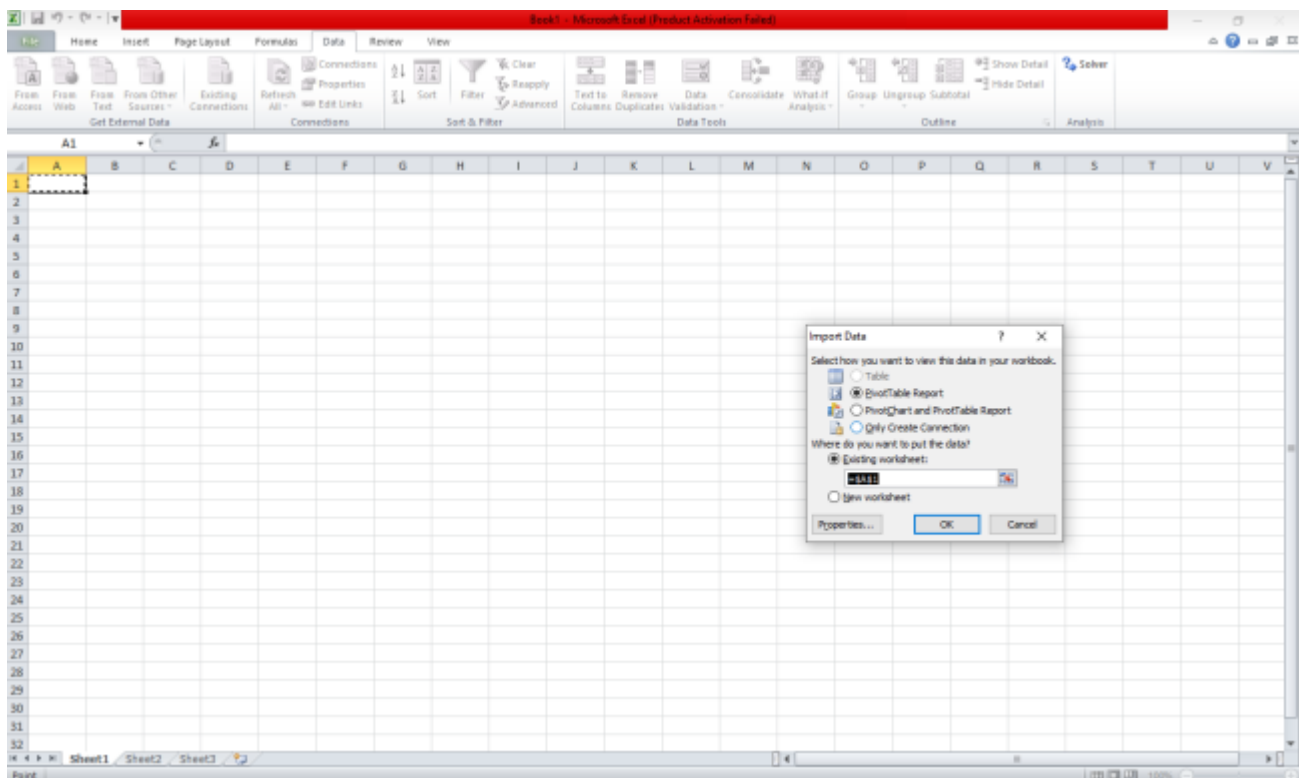 Book1 - Microsoft Excel (Product Activation Failed)
Home Insert Page Layout Formulas Data Review View
From Access From Web From Text From Other Sources Existing Connections
Get External Data
Refresh All Connections Properties Edit Links
Connections
Sort Filter Clear Reapply Advanced
Sort & Filter
Text to Columns Remove Duplicates Data Validation Consolidate What-If Analysis
Data Tools
Group Ungroup Subtotal Show Detail Hide Detail
Outline
Solver
Analysis
A1 fx
A B C D E F G H I J K L M N O P Q R S T U V
1
2
3
4
5
6
7
8
9
10
11
12
13
14
15
16
17
18
19
20
21
22
23
24
25
26
27
28
29
30
31
32
Import Data ?
Select how you want to view this data in your workbook.
Table
PivotTable Report
PivotChart and PivotTable Report
Only Create Connection
Where do you want to put the data?
Existing worksheet:
=$A$1
New worksheet
Properties... OK Cancel
Sheet1 Sheet2 Sheet3
Point 100%